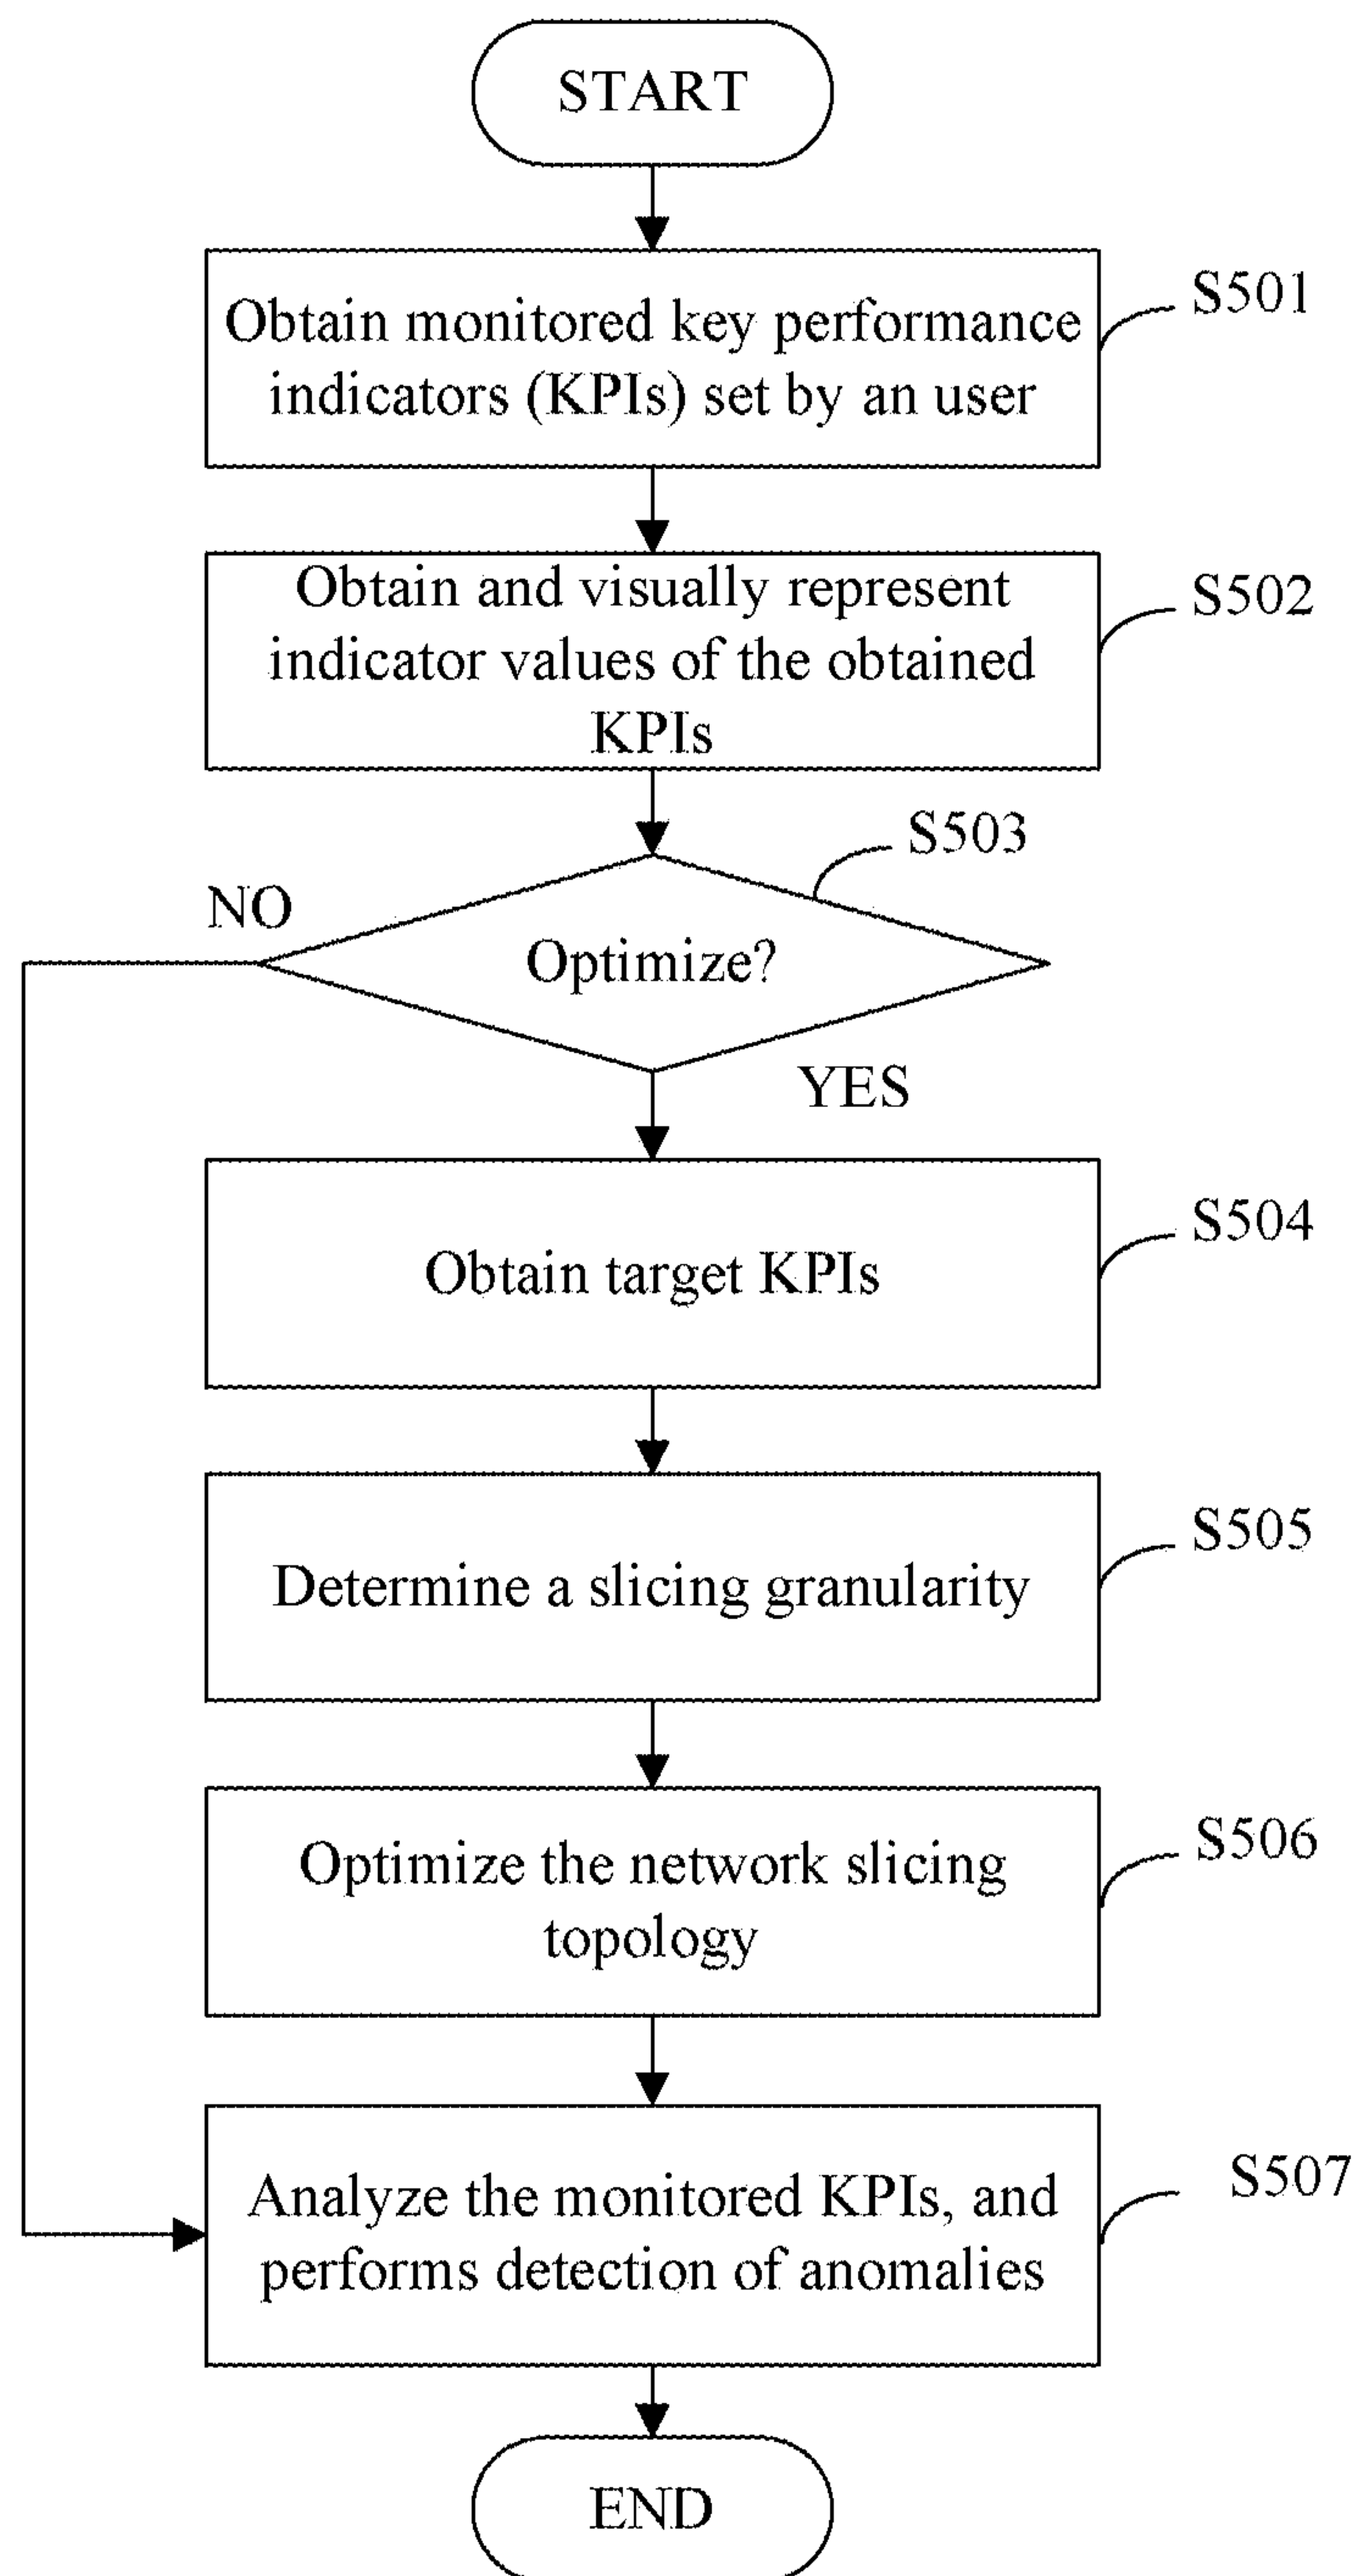 START
Obtain monitored key performance
indicators (KPIs) set by an user
S501
Obtain and visually represent
indicator values of the obtained
KPIs
S502
S503
NO
Optimize?
YES
Obtain target KPIs
S504
Determine a slicing granularity
S505
Optimize the network slicing
topology
S506
Analyze the monitored KPIs, and
performs detection of anomalies
S507
END